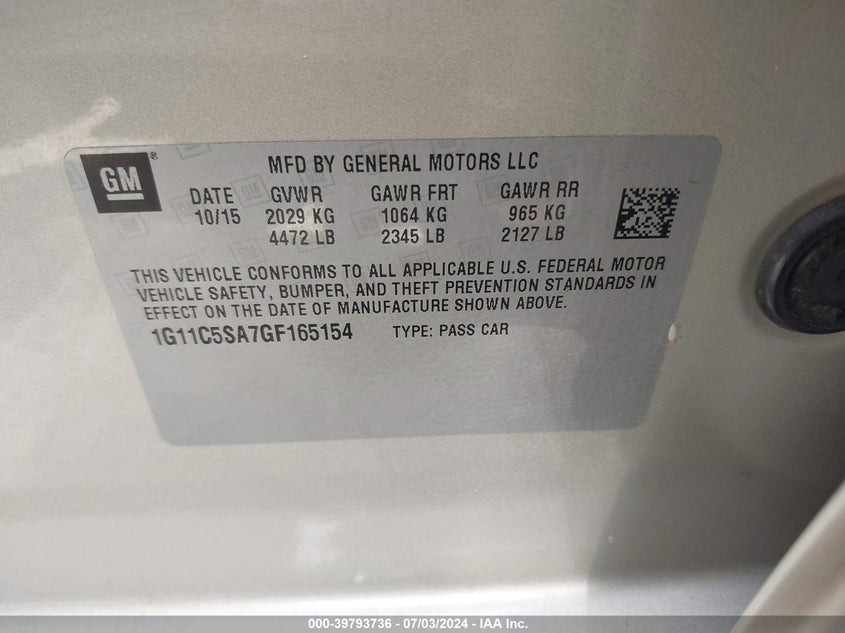 GM
MFD BY GENERAL MOTORS LLC
DATE GVWR GAWR FRT GAWR RR
10/15 2029 KG 1064 KG 965 KG
4472 LB 2345 LB 2127 LB
THIS VEHICLE CONFORMS TO ALL APPLICABLE U.S. FEDERAL MOTOR
VEHICLE SAFETY, BUMPER, AND THEFT PREVENTION STANDARDS IN
EFFECT ON THE DATE OF MANUFACTURE SHOWN ABOVE.
1G11C5SA7GF165154 TYPE: PASS CAR
000-39793736 - 07/03/2024 - IAA Inc.